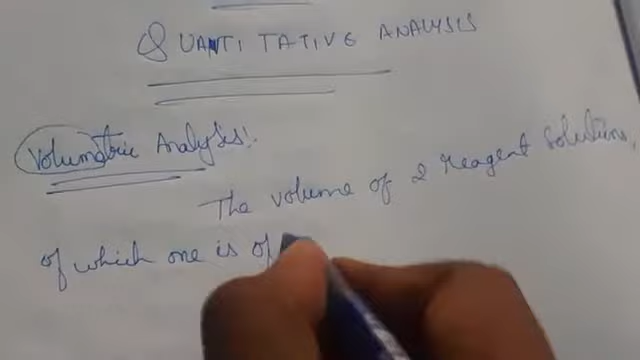 QUANTITATIVE ANALYSIS
Volumetric Analysis:
The volume of 2 reagent solutions,
of which one is of